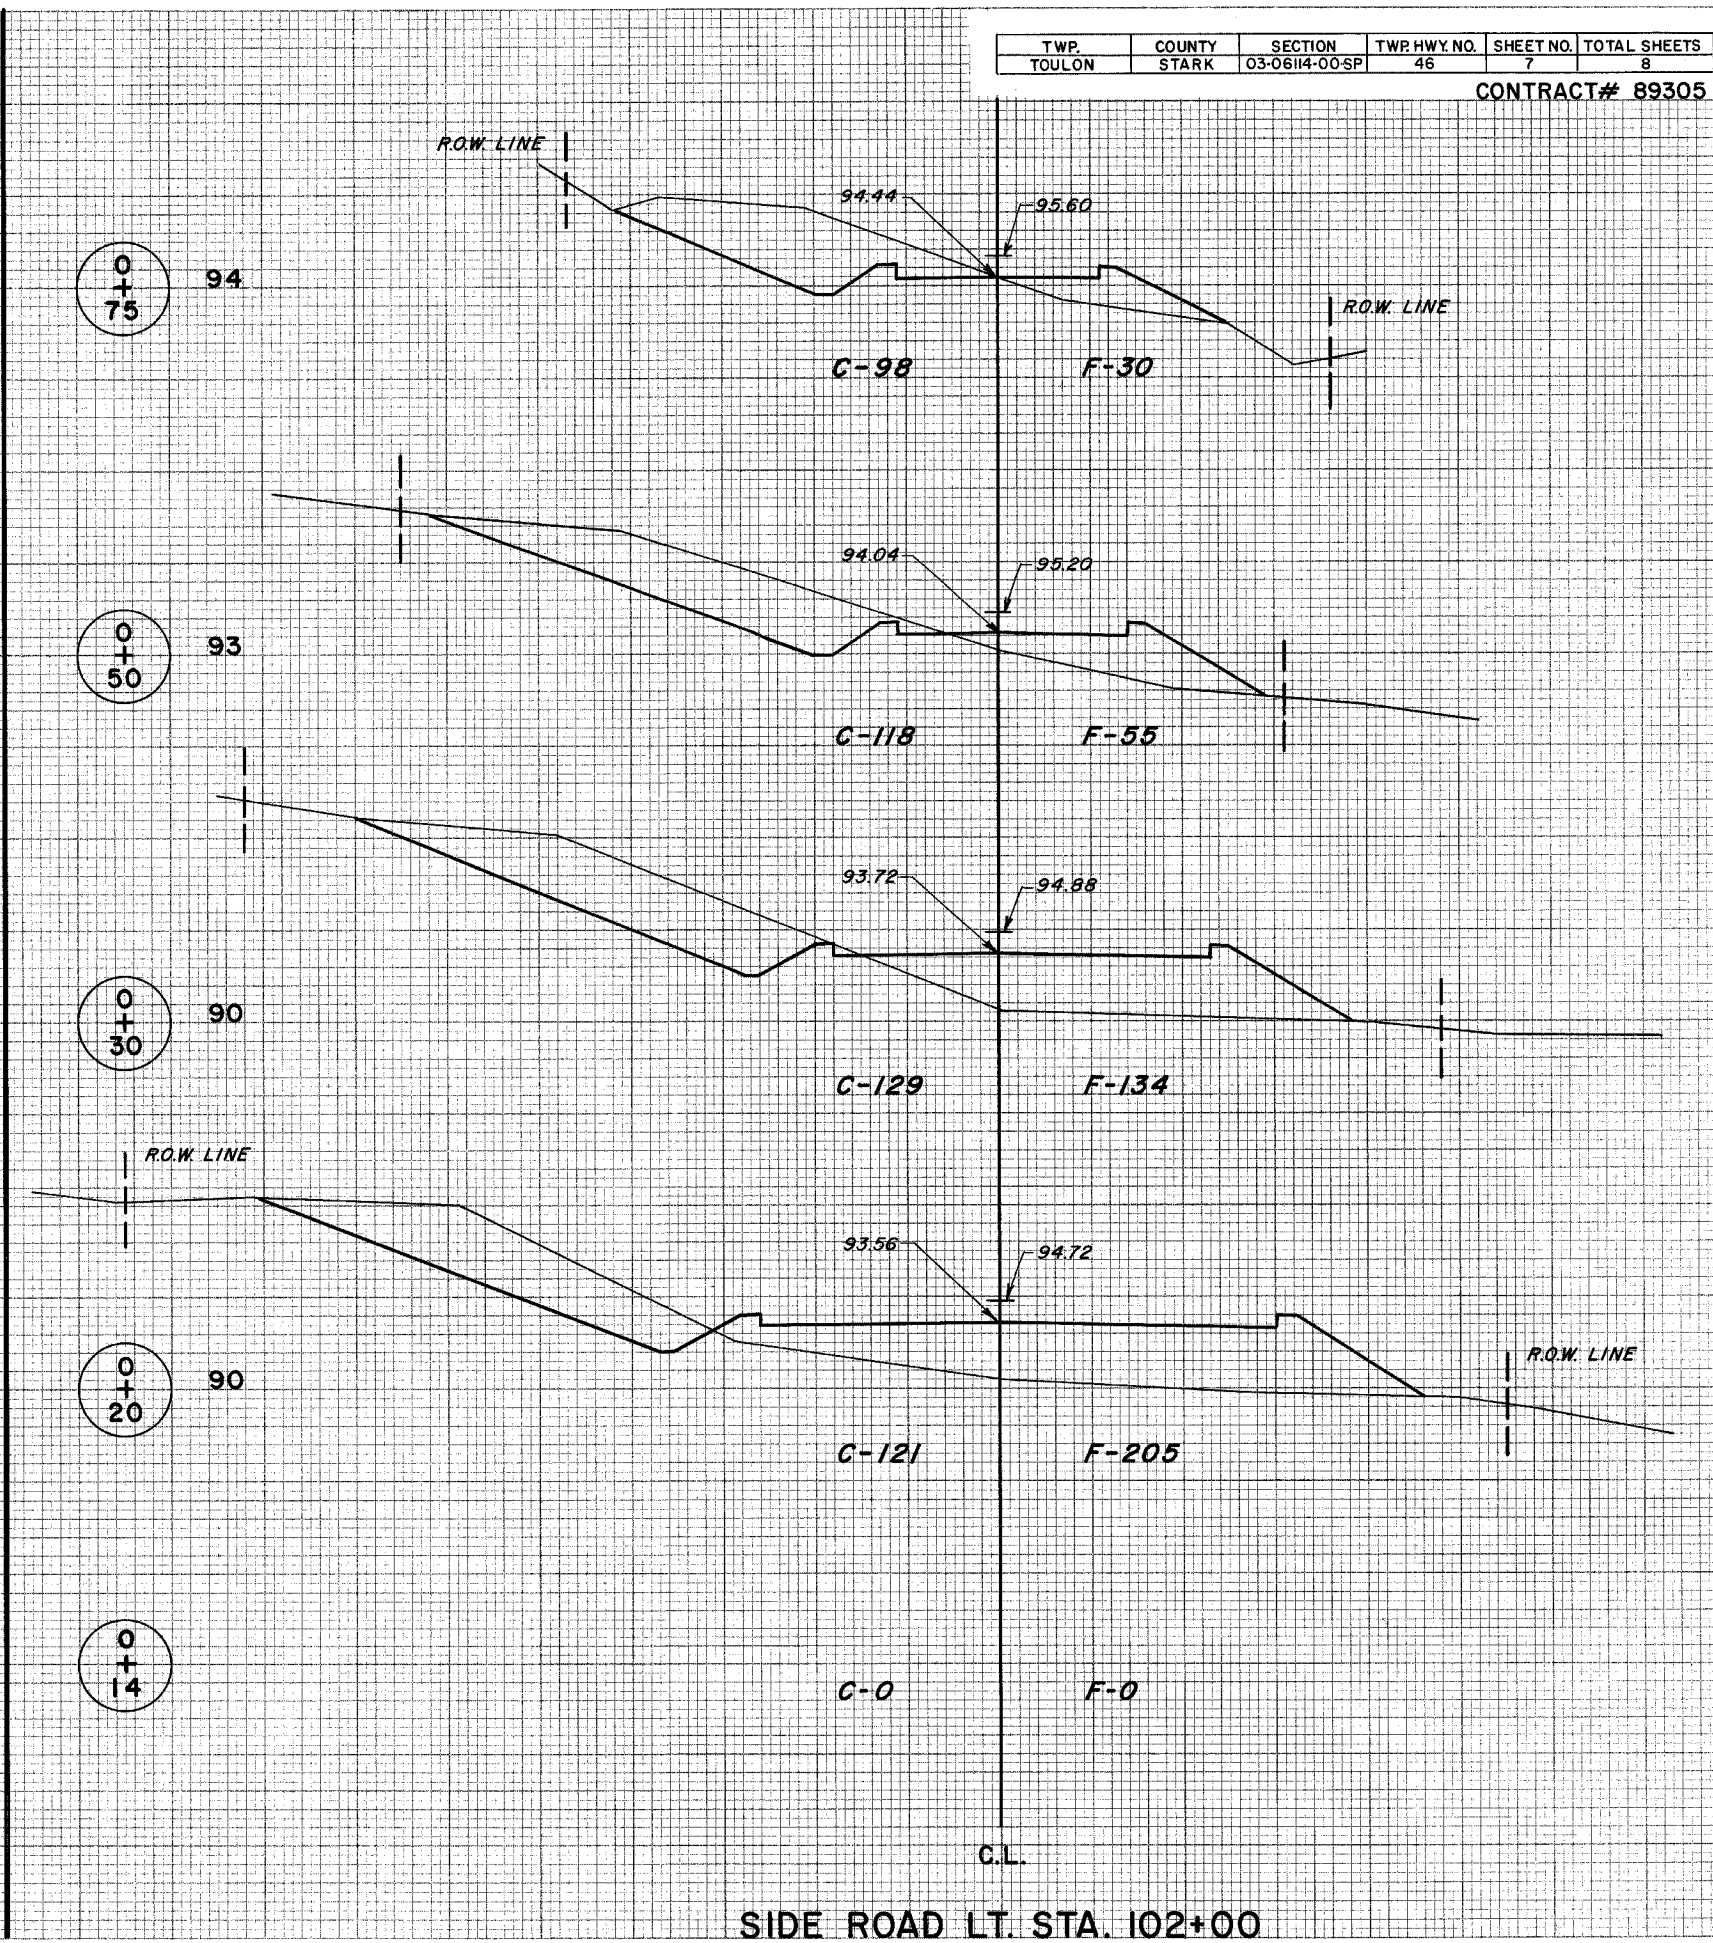 TWP. COUNTY SECTION TWP. HWY. NO. SHEET NO. TOTAL SHEETS
TOULON STARK 03-06114-00-SP 46 7 8
CONTRACT# 89305
R.O.W. LINE
94.44
95.60
0
+
75
94
R.O.W. LINE
C-98 F-30
94.04
95.20
0
+
50
93
C-118 F-55
93.72
94.88
0
+
30
90
C-129 F-134
R.O.W. LINE
93.56
94.72
R.O.W. LINE
0
+
20
90
C-121 F-205
0
+
14
C-0 F-0
C.L.
SIDE ROAD LT. STA. 102+00